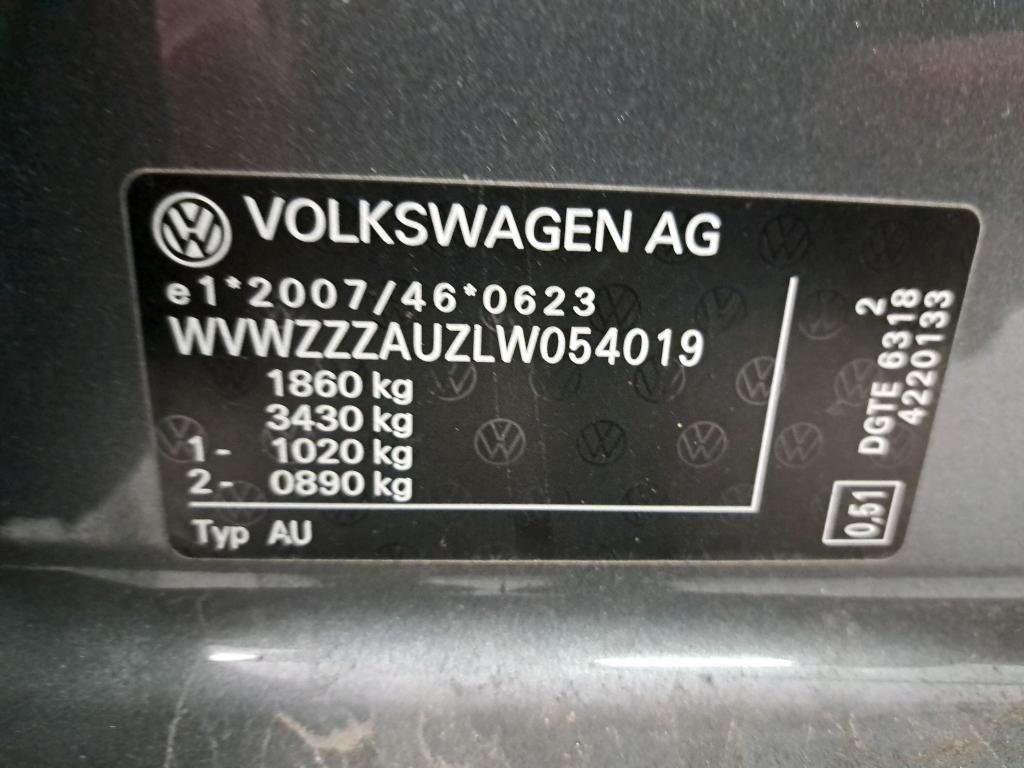 VOLKSWAGEN AG
e1*2007/46*0623
WVWZZZAUZLW054019
1860 kg
3430 kg
1- 1020 kg
2- 0890 kg
Typ AU
2
DGTE 6318
4220133
0,51